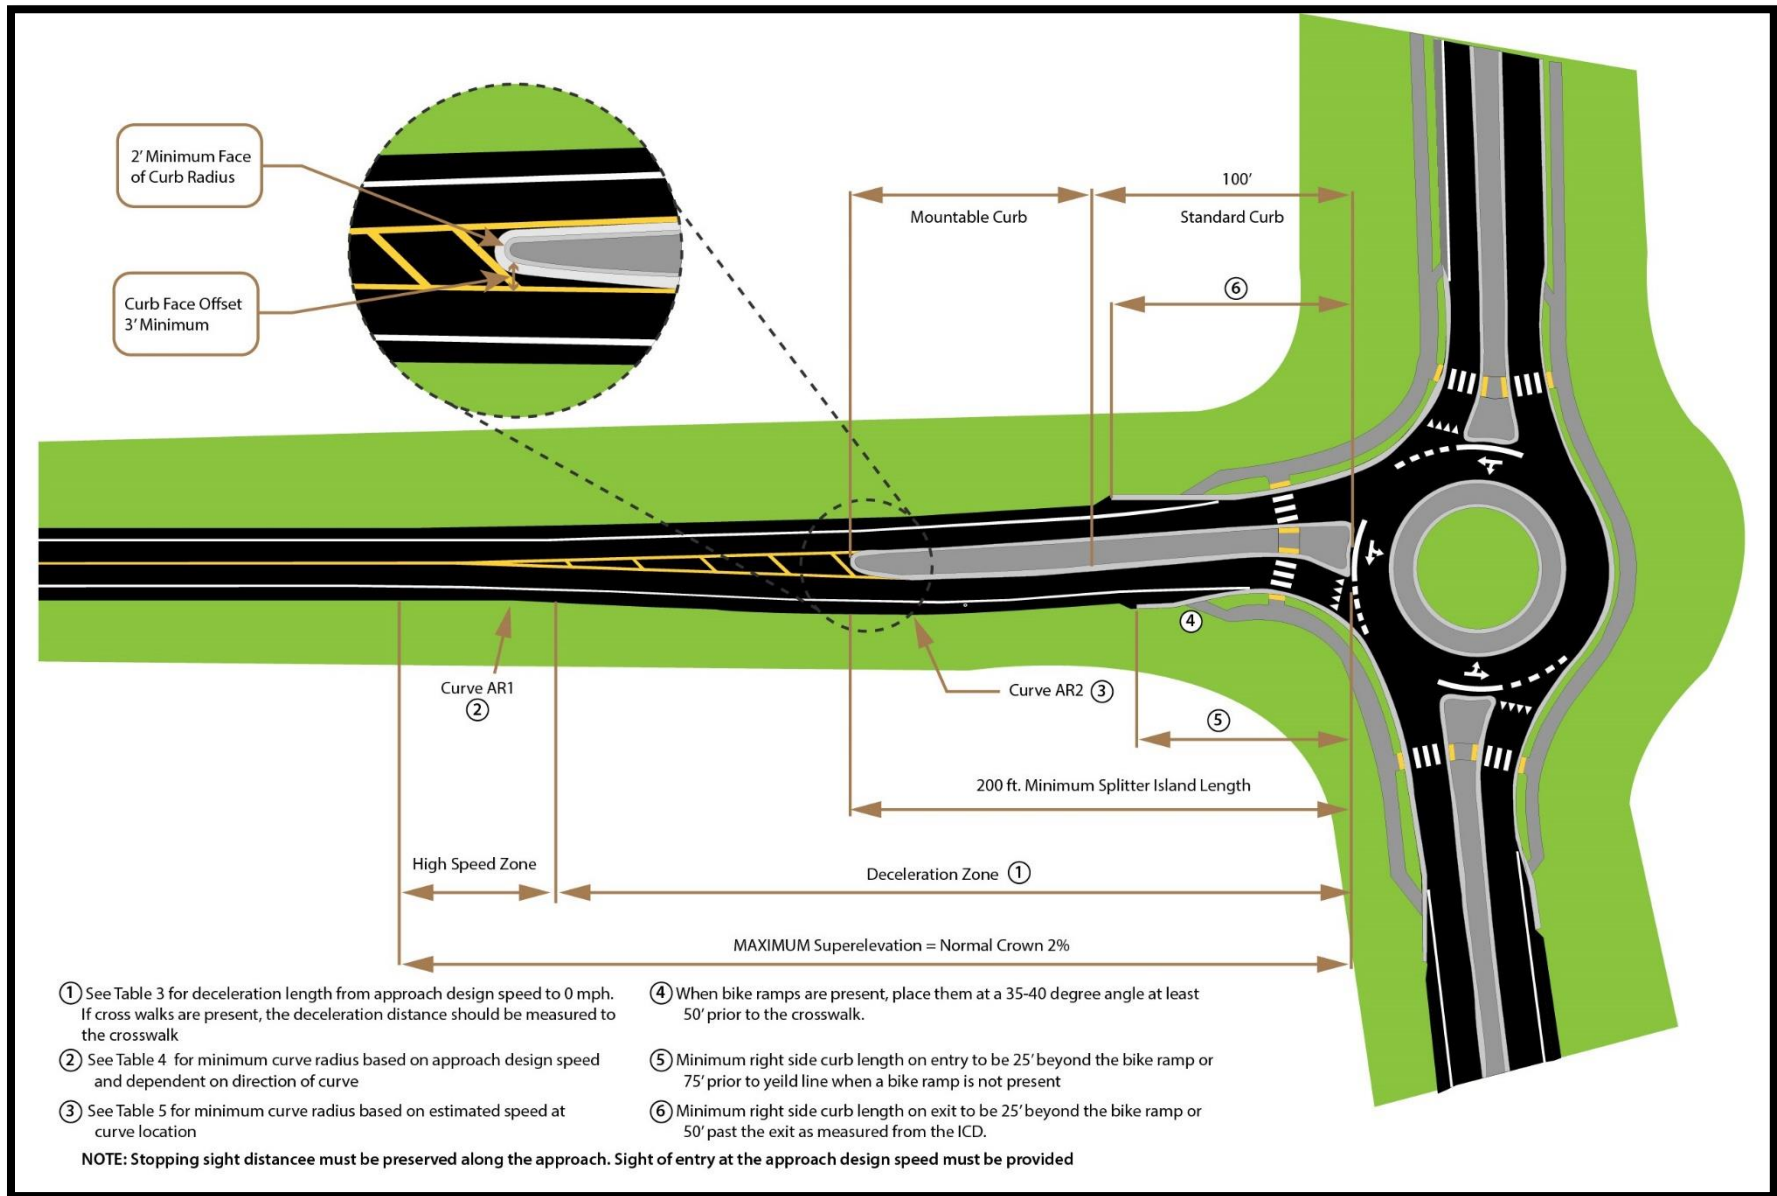 2' Minimum Face
of Curb Radius
Curb Face Offset
3' Minimum
100'
Mountable Curb
Standard Curb
⑥
④
Curve AR1
②
Curve AR2 ③
⑤
200 ft. Minimum Splitter Island Length
High Speed Zone
Deceleration Zone ①
MAXIMUM Superelevation = Normal Crown 2%
① See Table 3 for deceleration length from approach design speed to 0 mph.
If cross walks are present, the deceleration distance should be measured to
the crosswalk
② See Table 4 for minimum curve radius based on approach design speed
and dependent on direction of curve
③ See Table 5 for minimum curve radius based on estimated speed at
curve location
④ When bike ramps are present, place them at a 35-40 degree angle at least
50' prior to the crosswalk.
⑤ Minimum right side curb length on entry to be 25' beyond the bike ramp or
75' prior to yeild line when a bike ramp is not present
⑥ Minimum right side curb length on exit to be 25' beyond the bike ramp or
50' past the exit as measured from the ICD.
NOTE: Stopping sight distancee must be preserved along the approach. Sight of entry at the approach design speed must be provided